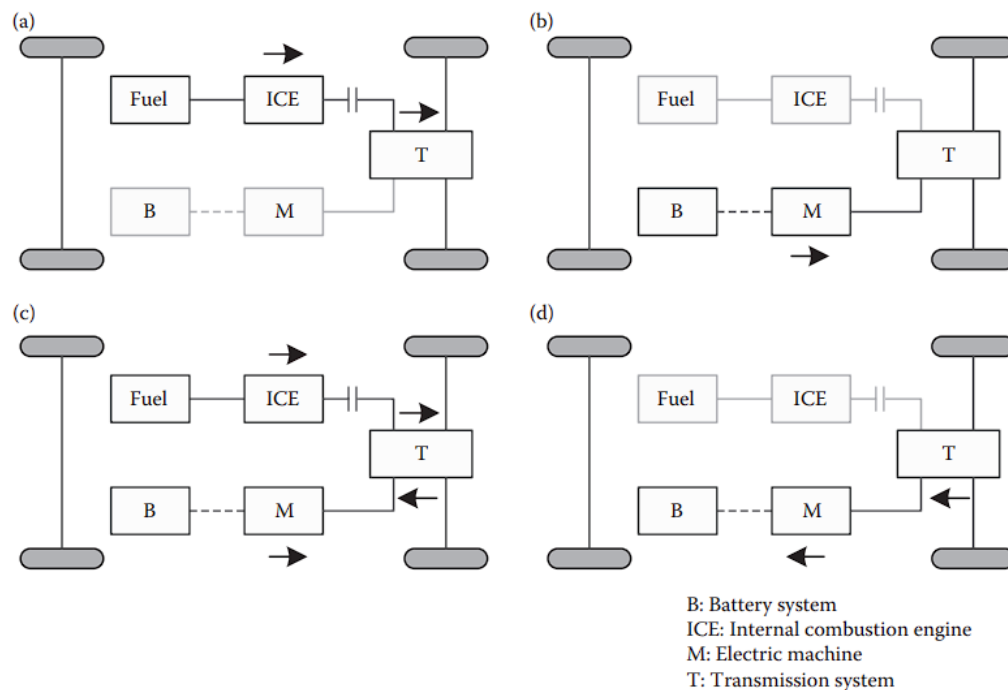 (a)
Fuel
ICE
T
B
M
(b)
Fuel
ICE
T
B
M
(c)
Fuel
ICE
T
B
M
(d)
Fuel
ICE
T
B
M
B: Battery system
ICE: Internal combustion engine
M: Electric machine
T: Transmission system